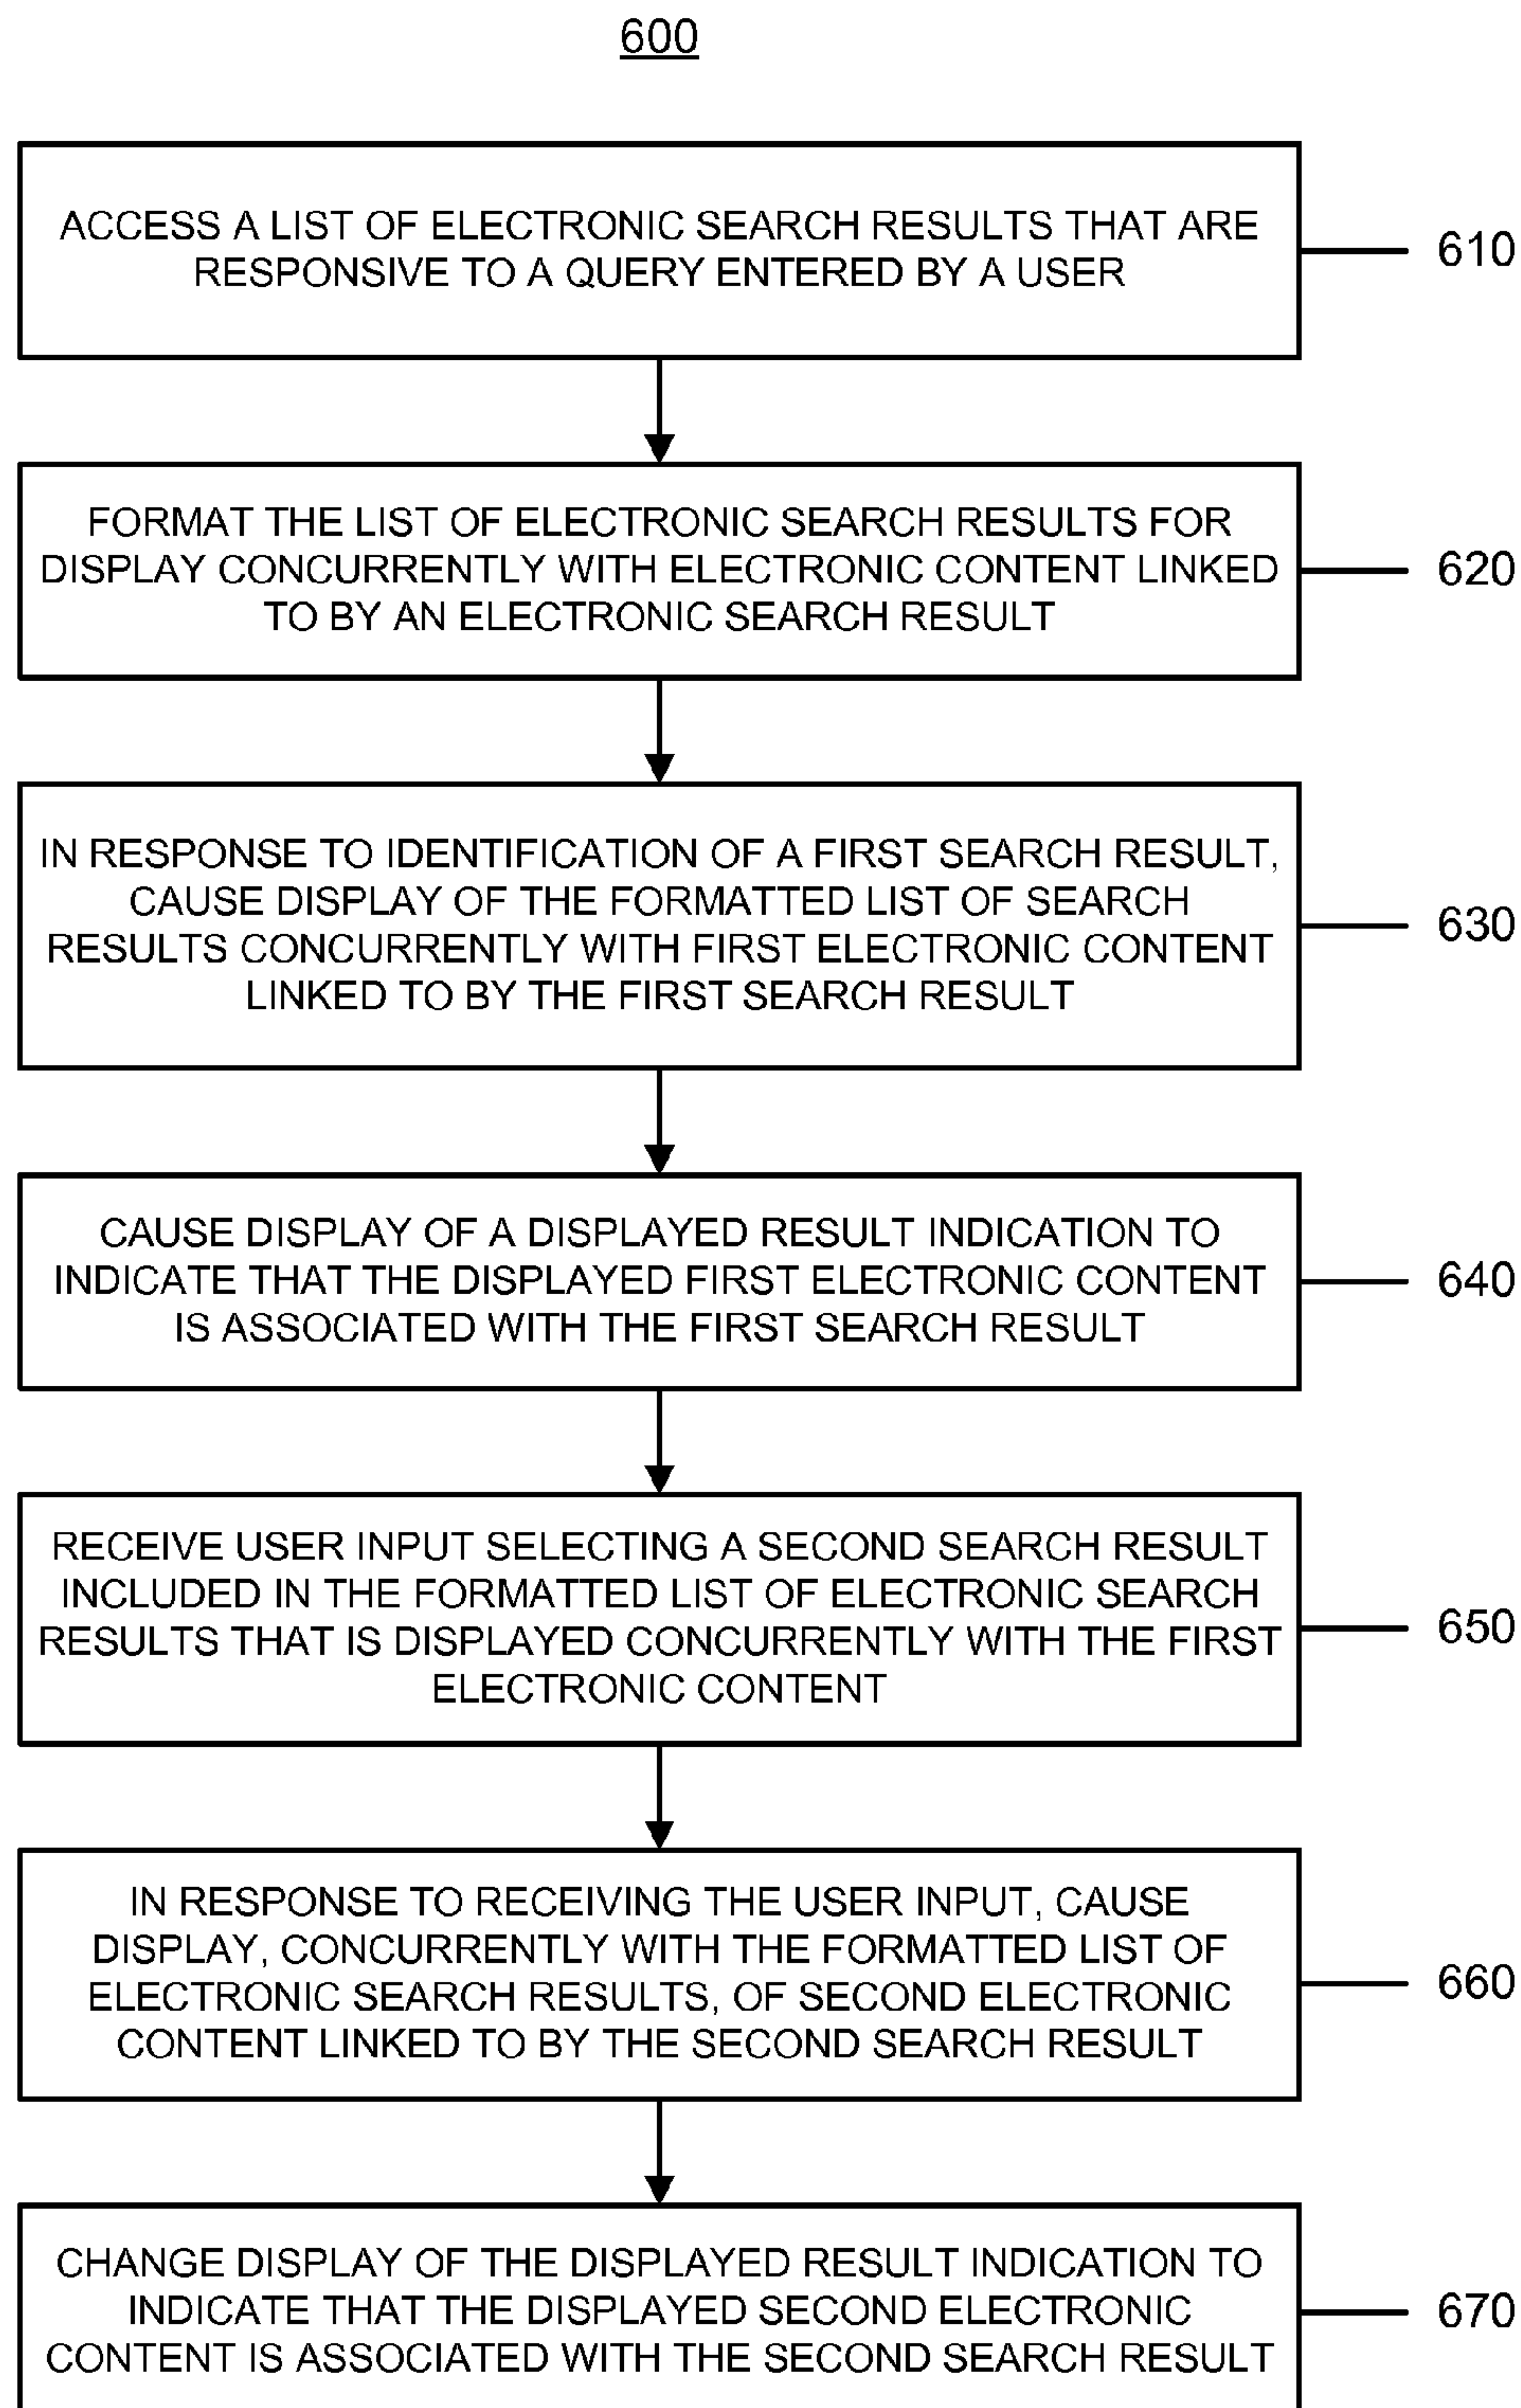 600
ACCESS A LIST OF ELECTRONIC SEARCH RESULTS THAT ARE
RESPONSIVE TO A QUERY ENTERED BY A USER
610
FORMAT THE LIST OF ELECTRONIC SEARCH RESULTS FOR
DISPLAY CONCURRENTLY WITH ELECTRONIC CONTENT LINKED
TO BY AN ELECTRONIC SEARCH RESULT
620
IN RESPONSE TO IDENTIFICATION OF A FIRST SEARCH RESULT,
CAUSE DISPLAY OF THE FORMATTED LIST OF SEARCH
RESULTS CONCURRENTLY WITH FIRST ELECTRONIC CONTENT
LINKED TO BY THE FIRST SEARCH RESULT
630
CAUSE DISPLAY OF A DISPLAYED RESULT INDICATION TO
INDICATE THAT THE DISPLAYED FIRST ELECTRONIC CONTENT
IS ASSOCIATED WITH THE FIRST SEARCH RESULT
640
RECEIVE USER INPUT SELECTING A SECOND SEARCH RESULT
INCLUDED IN THE FORMATTED LIST OF ELECTRONIC SEARCH
RESULTS THAT IS DISPLAYED CONCURRENTLY WITH THE FIRST
ELECTRONIC CONTENT
650
IN RESPONSE TO RECEIVING THE USER INPUT, CAUSE
DISPLAY, CONCURRENTLY WITH THE FORMATTED LIST OF
ELECTRONIC SEARCH RESULTS, OF SECOND ELECTRONIC
CONTENT LINKED TO BY THE SECOND SEARCH RESULT
660
CHANGE DISPLAY OF THE DISPLAYED RESULT INDICATION TO
INDICATE THAT THE DISPLAYED SECOND ELECTRONIC
CONTENT IS ASSOCIATED WITH THE SECOND SEARCH RESULT
670